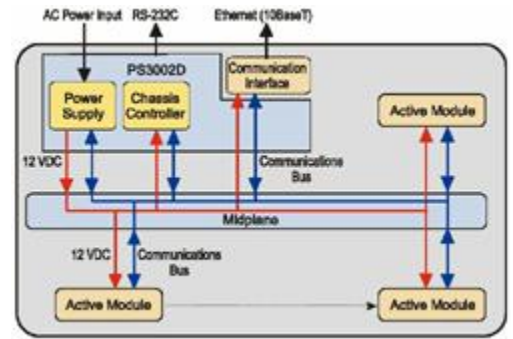 AC Power Input RS-232C Ethernet (10BaseT)
PS3002D
Communication
Interface
Power
Supply
Chassis
Controller
Active Module
12 VDC
Communications
Bus
Midplane
12 VDC
Communications
Bus
Active Module
Active Module